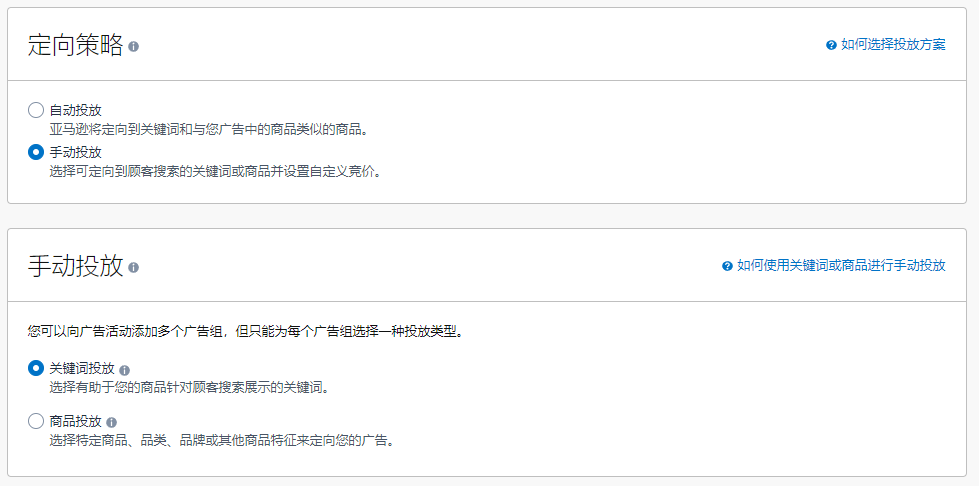 定向策略
如何选择投放方案
自动投放
亚马逊将定向到关键词和与您广告中的商品类似的商品。
手动投放
选择可定向到顾客搜索的关键词或商品并设置自定义竞价。
手动投放
如何使用关键词或商品进行手动投放
您可以向广告活动添加多个广告组，但只能为每个广告组选择一种投放类型。
关键词投放
选择有助于您的商品针对顾客搜索展示的关键词。
商品投放
选择特定商品、品类、品牌或其他商品特征来定向您的广告。